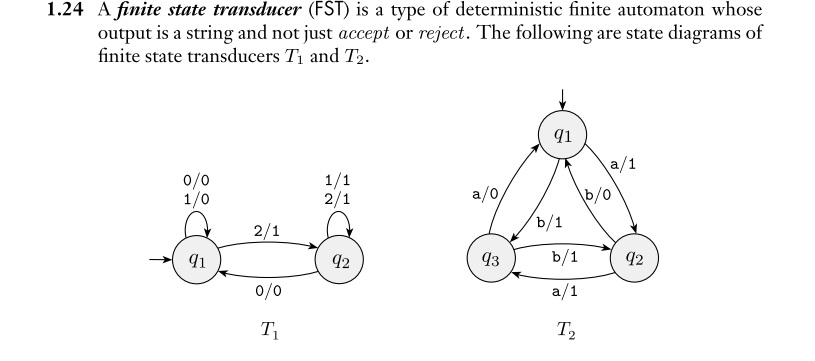 1.24 A finite state transducer (FST) is a type of deterministic finite automaton whose
output is a string and not just accept or reject. The following are state diagrams of
finite state transducers T₁ and T₂.
0/0
1/0
2/1
1/1
2/1
q₁
q₂
0/0
T₁
q₁
a/1
a/0
b/0
b/1
q₃
b/1
q₂
a/1
T₂